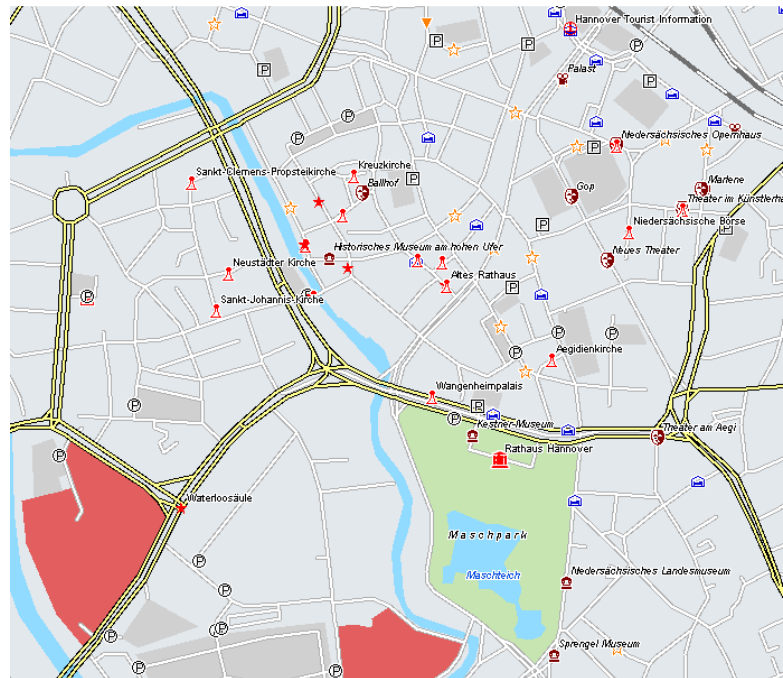 Hannover Tourist Information
P
P
P
Palast
P
P
Niedersächsisches Opernhaus
P
Sankt-Clemens-Propsteikirche
Kreuzkirche
Ballhof
P
Gop
Marlene
Theater im Künstlerha
P
Niedersächsische Börse
P
Historisches Museum am hohen Ufer
Neues Theater
Neustädter Kirche
Altes Rathaus
P
P
P
Sankt-Johannis-Kirche
P
P
Aegidienkirche
Wangenheimpalais
P
P
P
Kestner-Museum
Theater am Aegi
Rathaus Hannover
P
Waterloosäule
Maschpark
P
Maschteich
Niedersächsisches Landesmuseum
P
P
P
Sprengel Museum
P